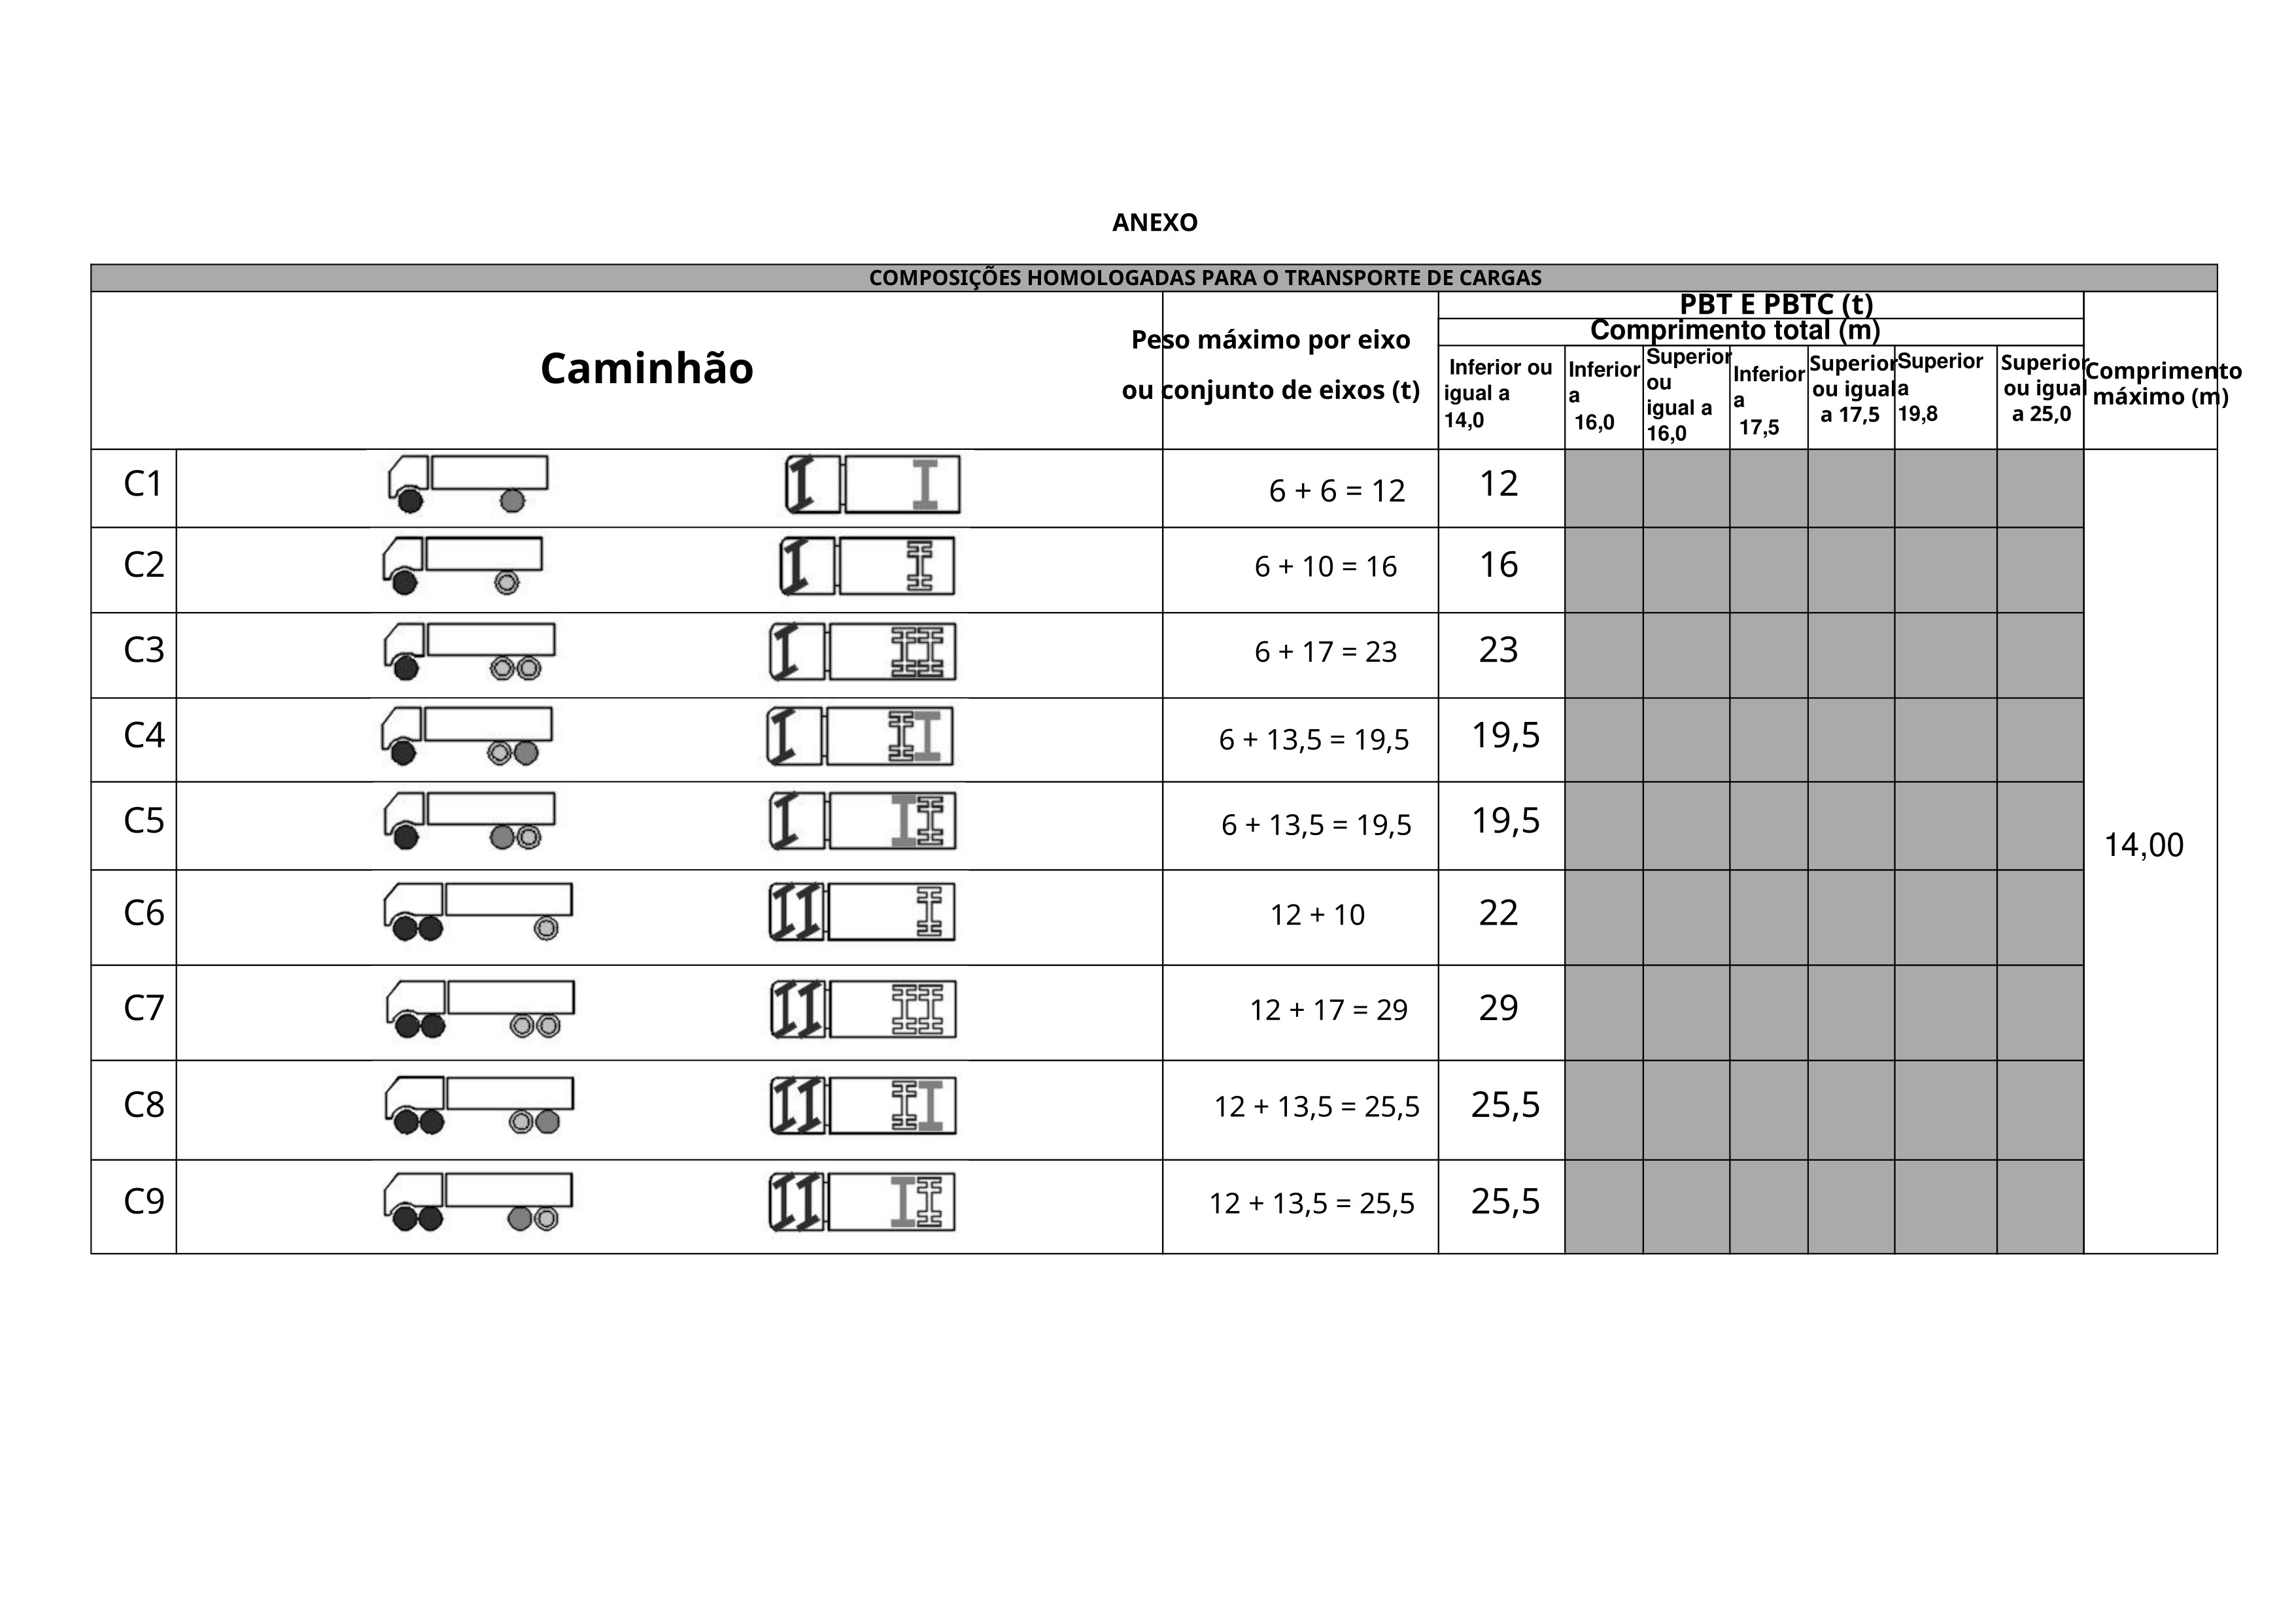 ANEXO
COMPOSIÇÕES HOMOLOGADAS PARA O TRANSPORTE DE CARGAS
Caminhão
Peso máximo por eixo
ou conjunto de eixos (t)
PBT E PBTC (t)
Comprimento total (m)
Inferior ou
igual a
14,0
Inferior
a
16,0
Superior
ou
igual a
16,0
Inferior
a
17,5
Superior
ou igual
a 17,5
Superior
a
19,8
Superior
ou igual
a 25,0
Comprimento
máximo (m)
C1 6 + 6 = 12 12
C2 6 + 10 = 16 16
C3 6 + 17 = 23 23
C4 6 + 13,5 = 19,5 19,5
C5 6 + 13,5 = 19,5 19,5
14,00
C6 12 + 10 22
C7 12 + 17 = 29 29
C8 12 + 13,5 = 25,5 25,5
C9 12 + 13,5 = 25,5 25,5